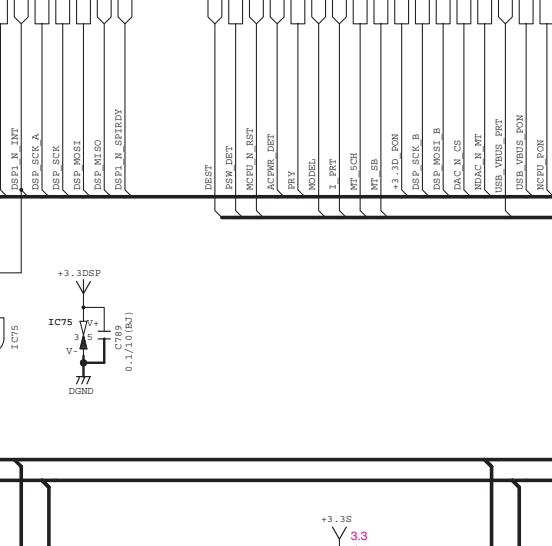 DSP1_N_INT
DSP_SCK_A
DSP_SCK
DSP_MOSI
DSP_MISO
DSP1_N_SPIRDY
DEST
PSW_DET
MCPU_N_RST
ACPWR_DET
PRY
MODEL
I_PRT
MT_5CH
MT_SB
+3.3D_PON
DSP_SCK_B
DSP_MOSI_B
DAC_N_CS
NDAC_N_MT
USB_VBUS_PRT
USB_VBUS_PON
NCPU_PON
+3.3DSP
IC75
IC75
V+
3
5
V-
C789
0.1/10(BJ)
DGND
+3.3S
3.3